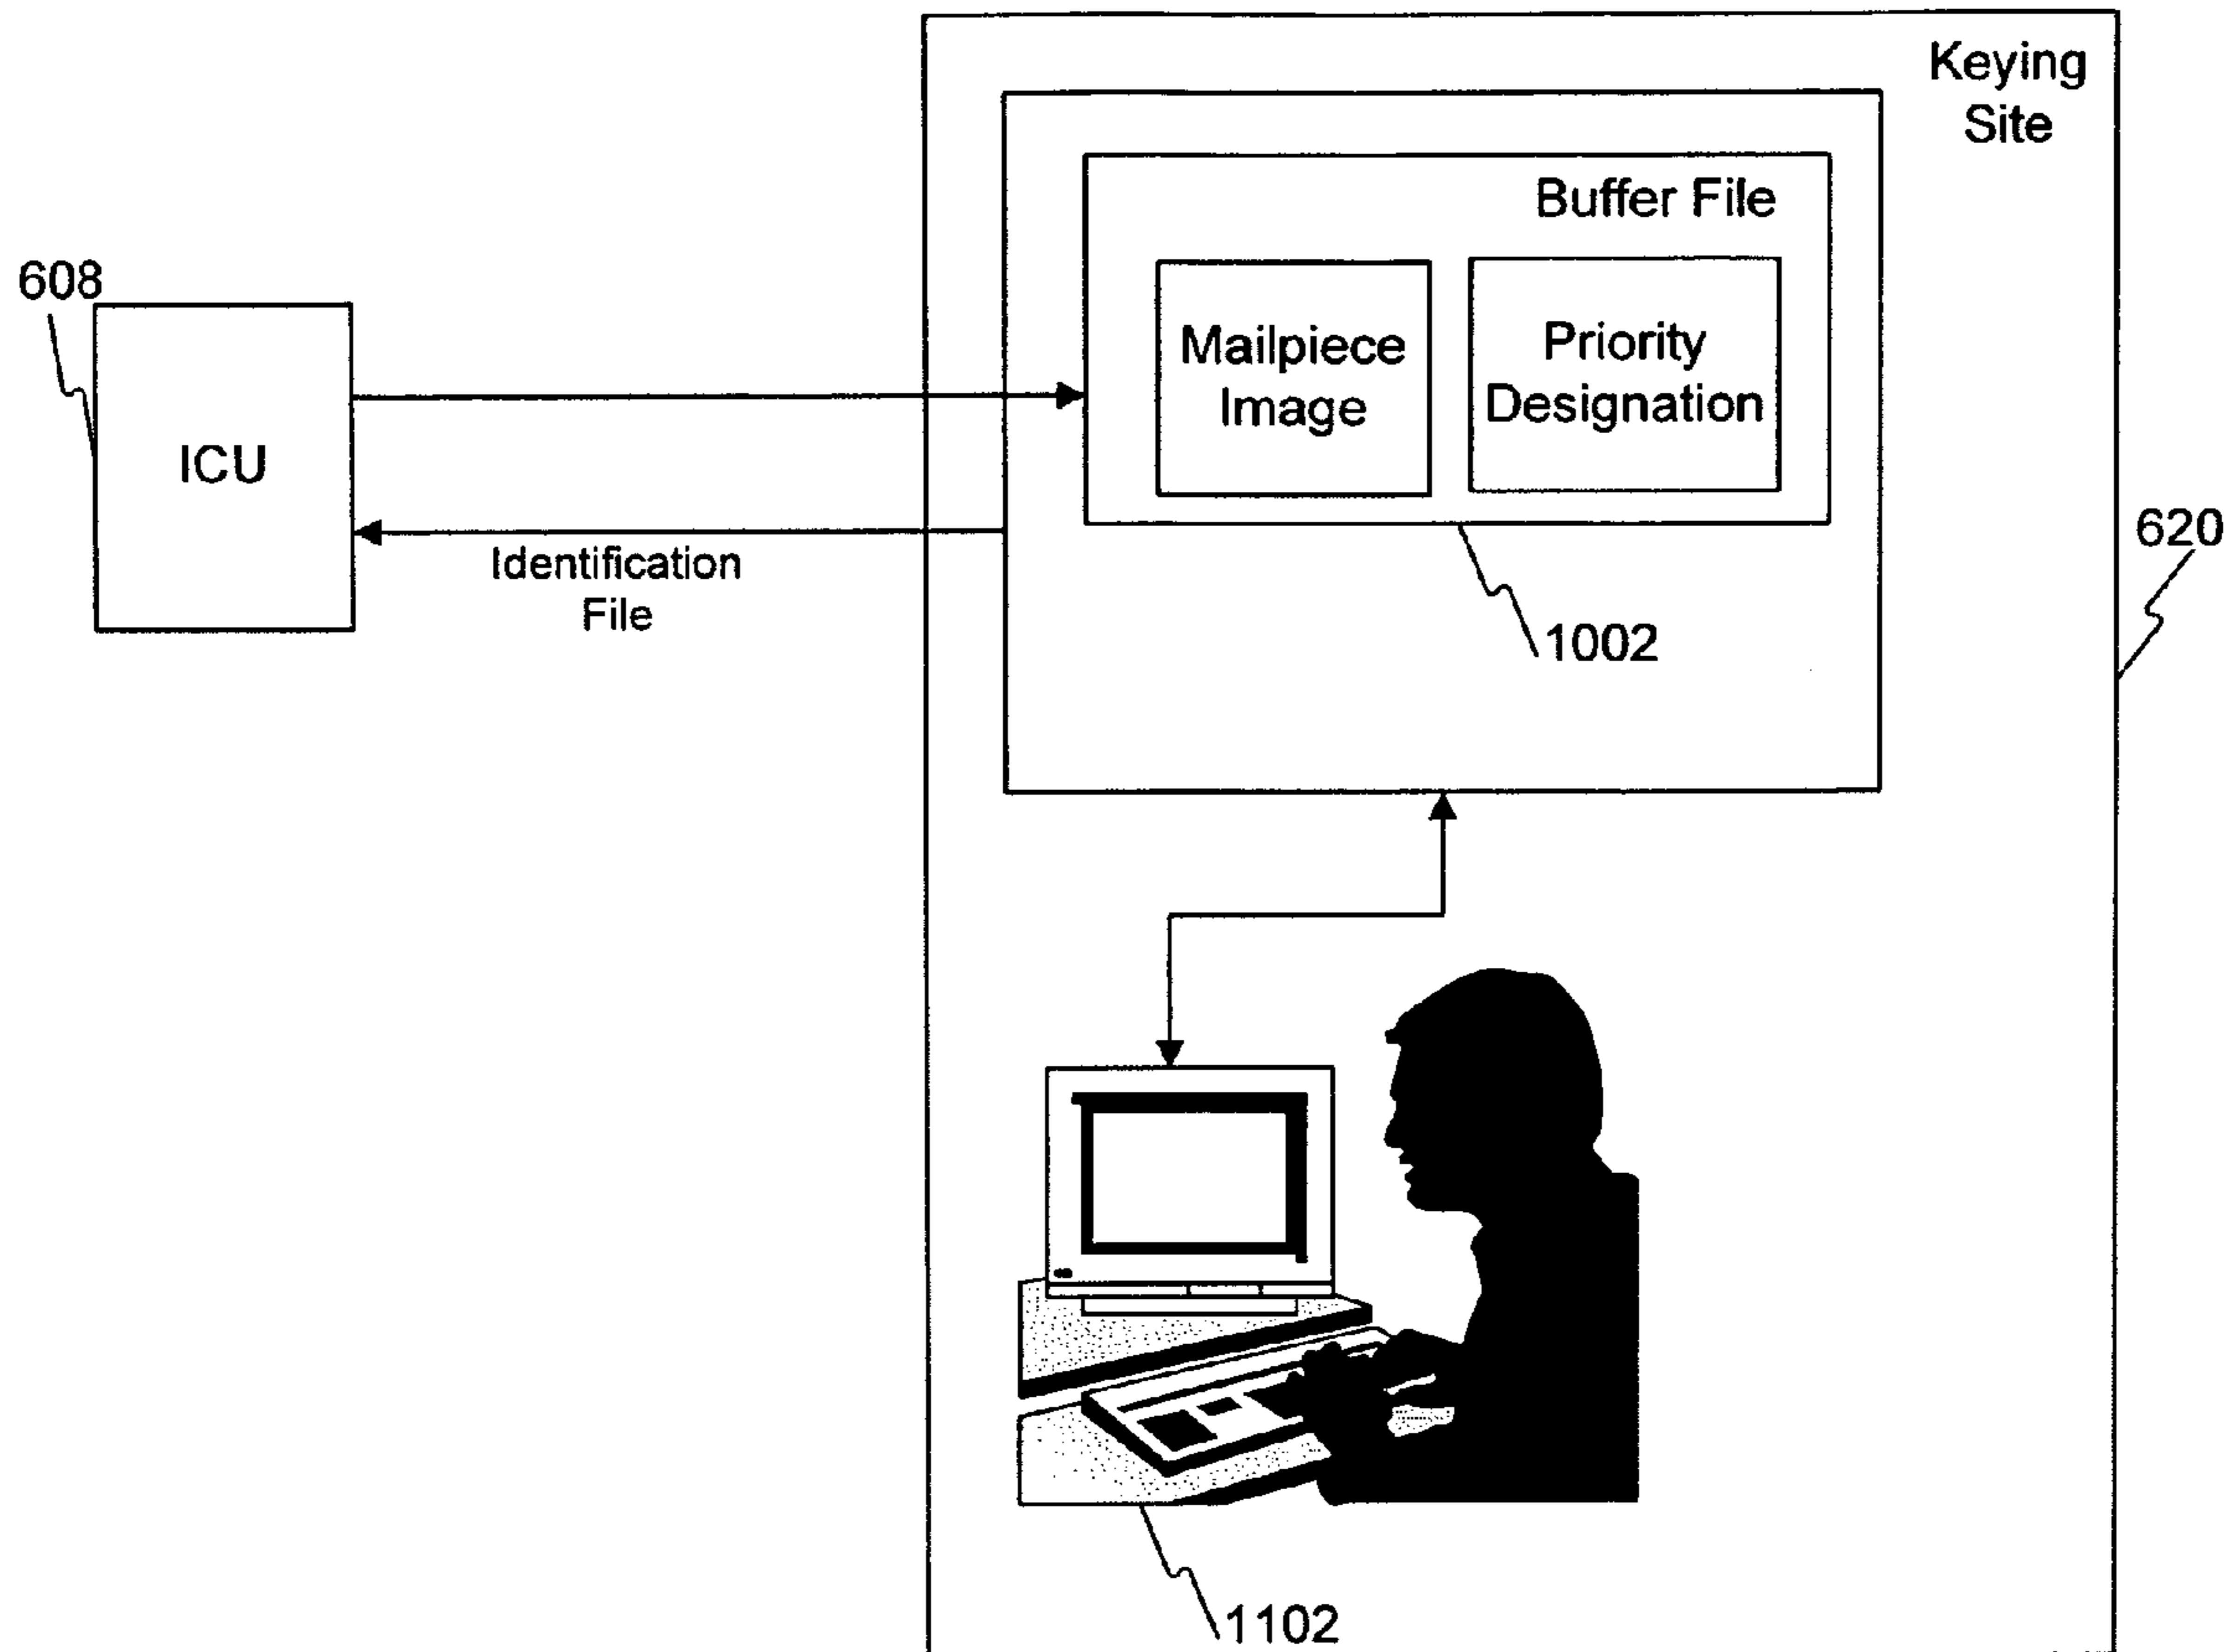 Keying
Site
Buffer File
608
Mailpiece
Image
Priority
Designation
ICU
620
Identification
File
1002
1102